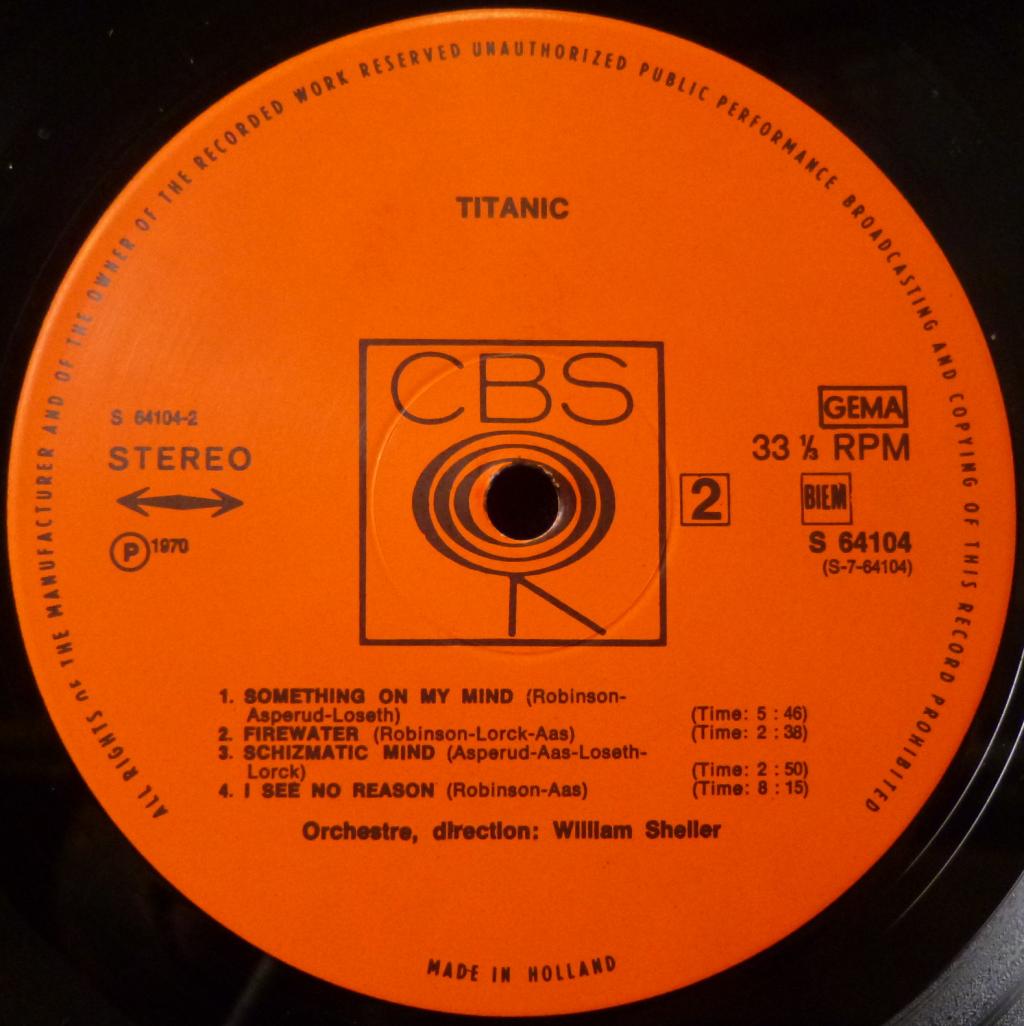 ALL RIGHTS OF THE MANUFACTURER AND OF THE OWNER OF THE RECORDED WORK RESERVED UNAUTHORIZED PUBLIC PERFORMANCE BROADCASTING AND COPYING OF THIS RECORD PROHIBITED
TITANIC
CBS
S 64104-2
STEREO
P 1970
GEMA
33 ⅓ RPM
2
BIEM
S 64104
(S-7-64104)
1. SOMETHING ON MY MIND (Robinson-
Asperud-Loseth) (Time: 5 : 46)
2. FIREWATER (Robinson-Lorck-Aas) (Time: 2 : 38)
3. SCHIZMATIC MIND (Asperud-Aas-Loseth-
Lorck) (Time: 2 : 50)
4. I SEE NO REASON (Robinson-Aas) (Time: 8 : 15)
Orchestre, direction: William Sheller
MADE IN HOLLAND